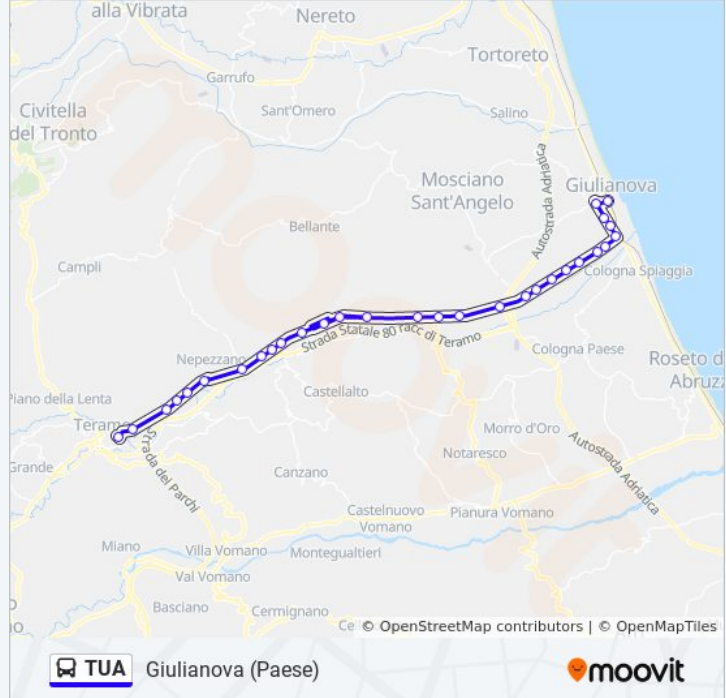 alla Vibrata
Nereto
Tortoreto
Garrufo
Sant'Omero
Salino
Civitella
del Tronto
Autostrada Adriatica
Mosciano
Sant'Angelo
Giulianova
Bellante
Campli
Cologna Spiaggia
Strada Statale 80 racc di Teramo
Nepezzano
Cologna Paese
Roseto d
Abruz
Castellalto
Piano della Lenta
Teramo
Strada dei Parchi
Morro d'Oro
Autostrada Adriatica
Notaresco
Grande
Canzano
Castelnuovo
Vomano
Pianura Vomano
Miano
Villa Vomano
Montegualtieri
Val Vomano
Basciano
Cermignano
© OpenStreetMap contributors | © OpenMapTiles
TUA
Giulianova (Paese)
moovit